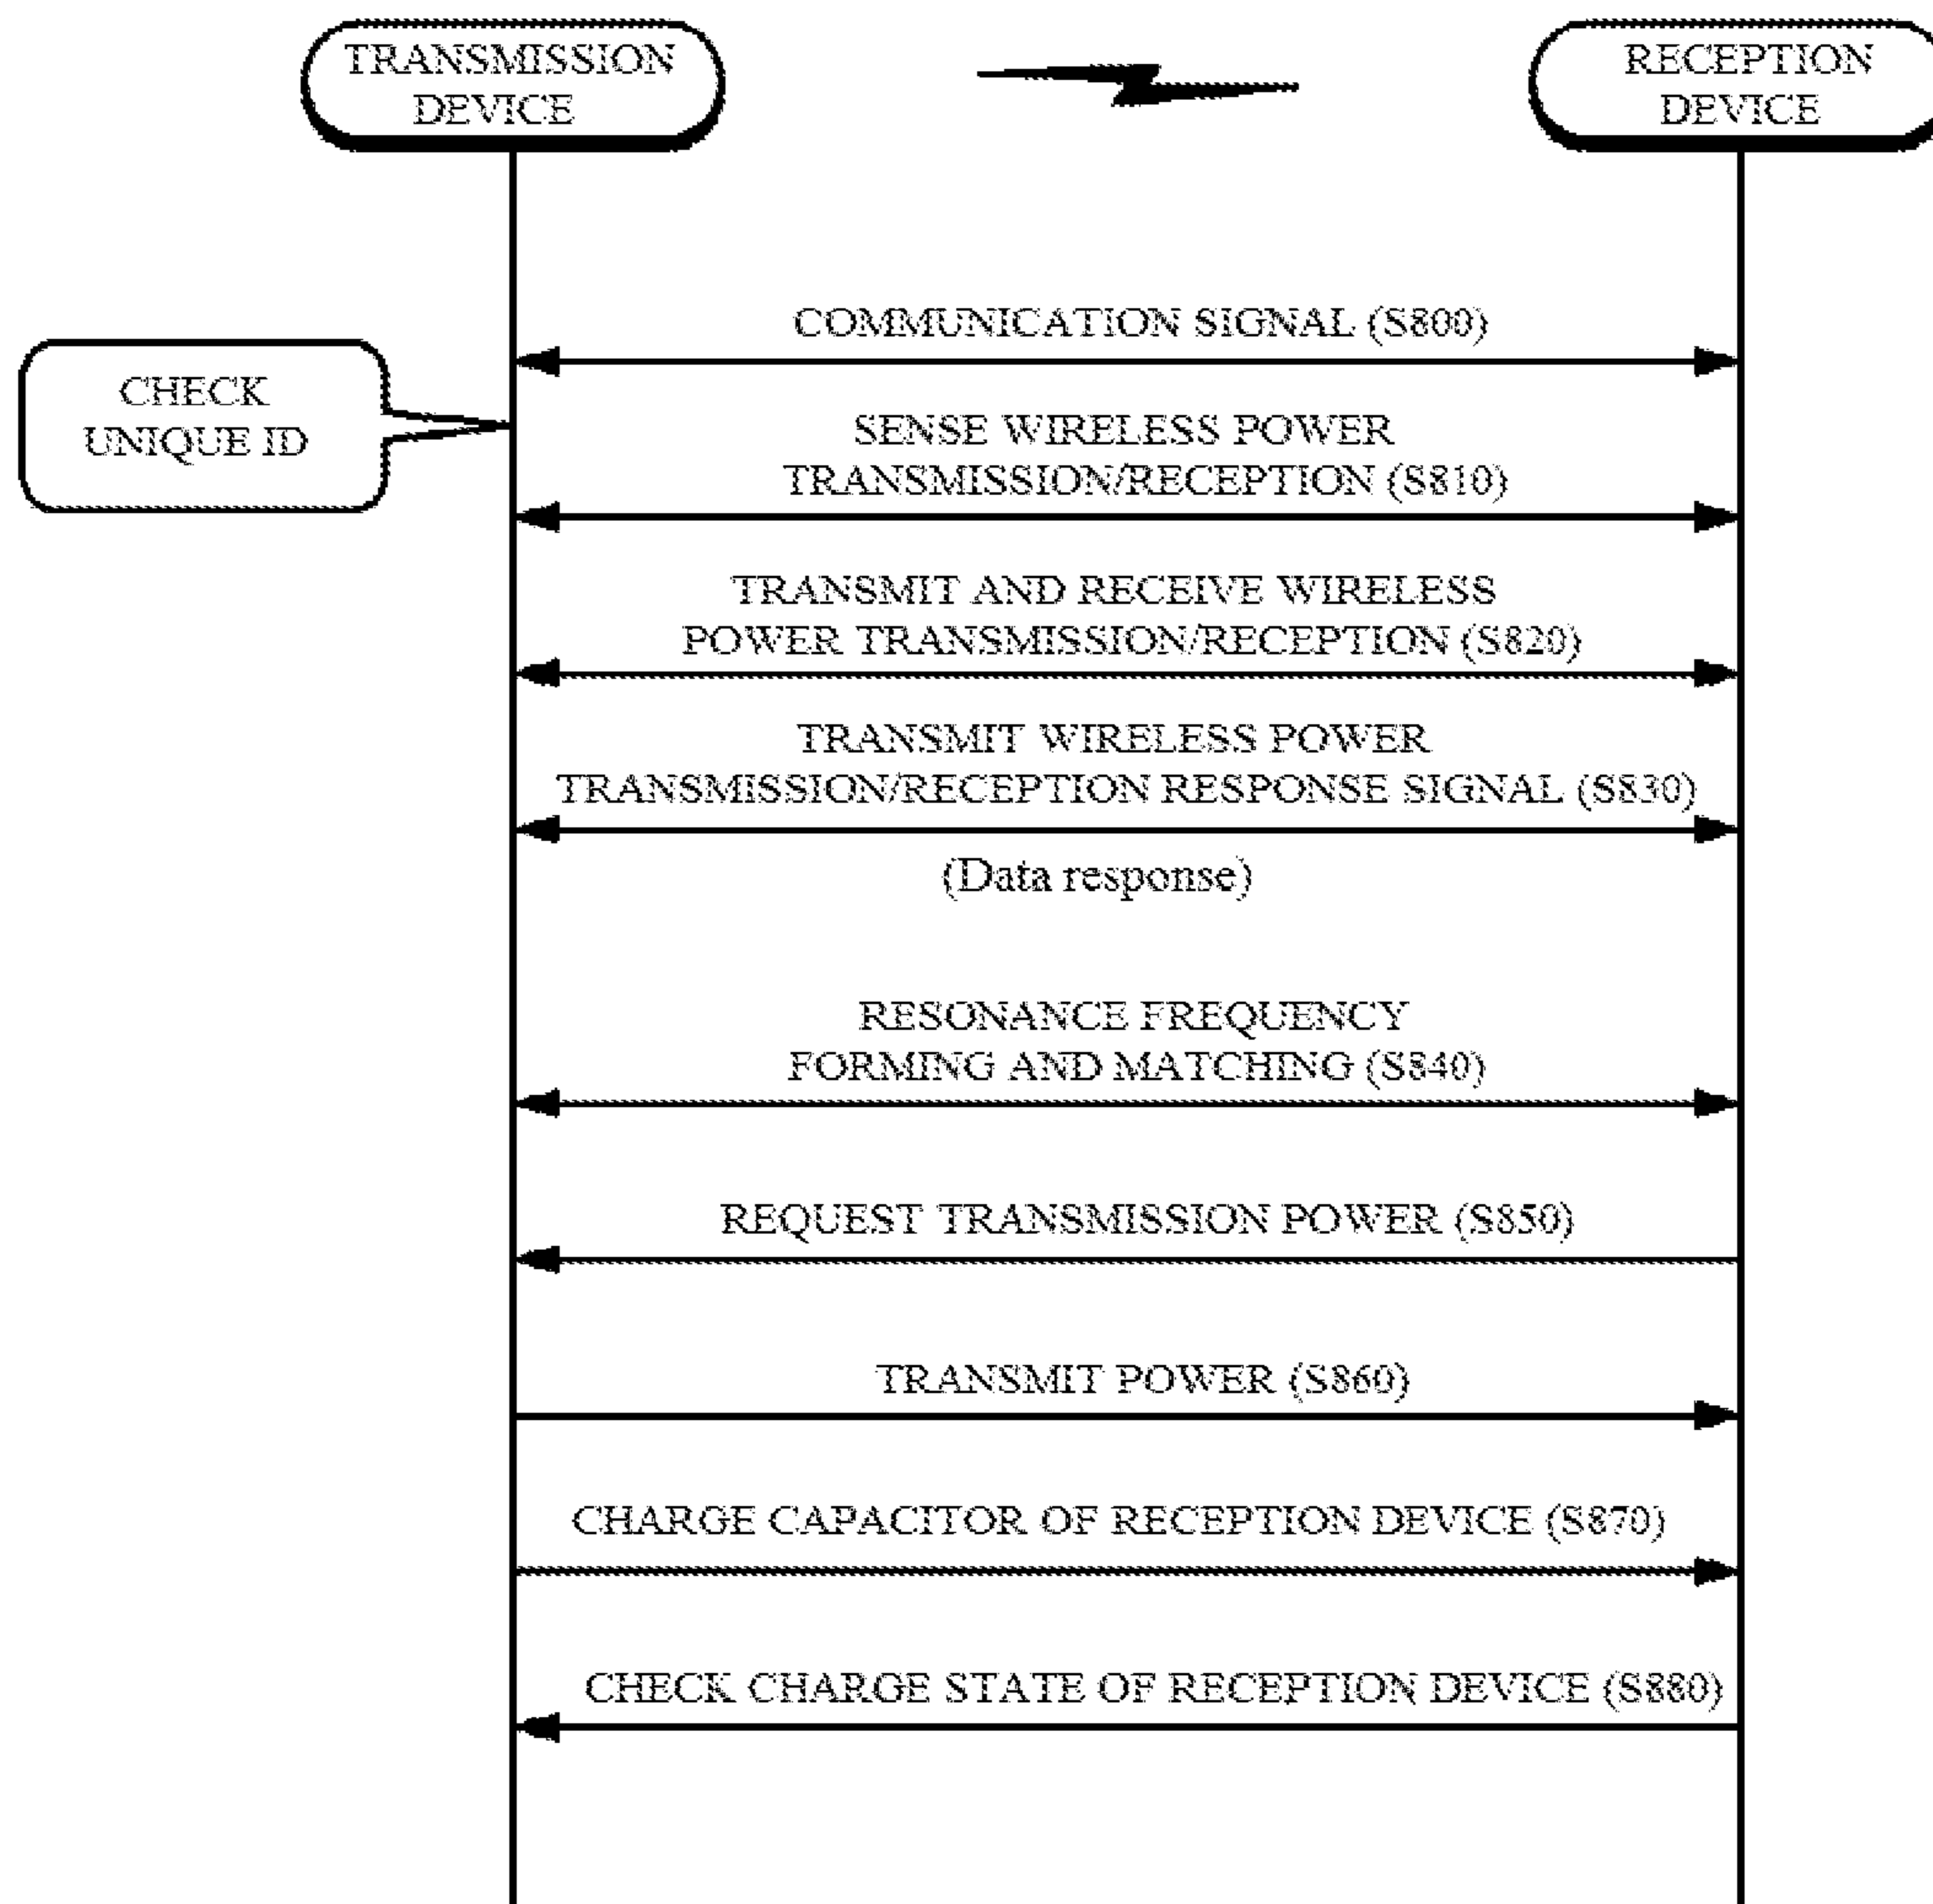 TRANSMISSION
DEVICE
RECEPTION
DEVICE
COMMUNICATION SIGNAL (S800)
CHECK
UNIQUE ID
SENSE WIRELESS POWER
TRANSMISSION/RECEPTION (S810)
TRANSMIT AND RECEIVE WIRELESS
POWER TRANSMISSION/RECEPTION (S820)
TRANSMIT WIRELESS POWER
TRANSMISSION/RECEPTION RESPONSE SIGNAL (S830)
(Data response)
RESONANCE FREQUENCY
FORMING AND MATCHING (S840)
REQUEST TRANSMISSION POWER (S850)
TRANSMIT POWER (S860)
CHARGE CAPACITOR OF RECEPTION DEVICE (S870)
CHECK CHARGE STATE OF RECEPTION DEVICE (S880)